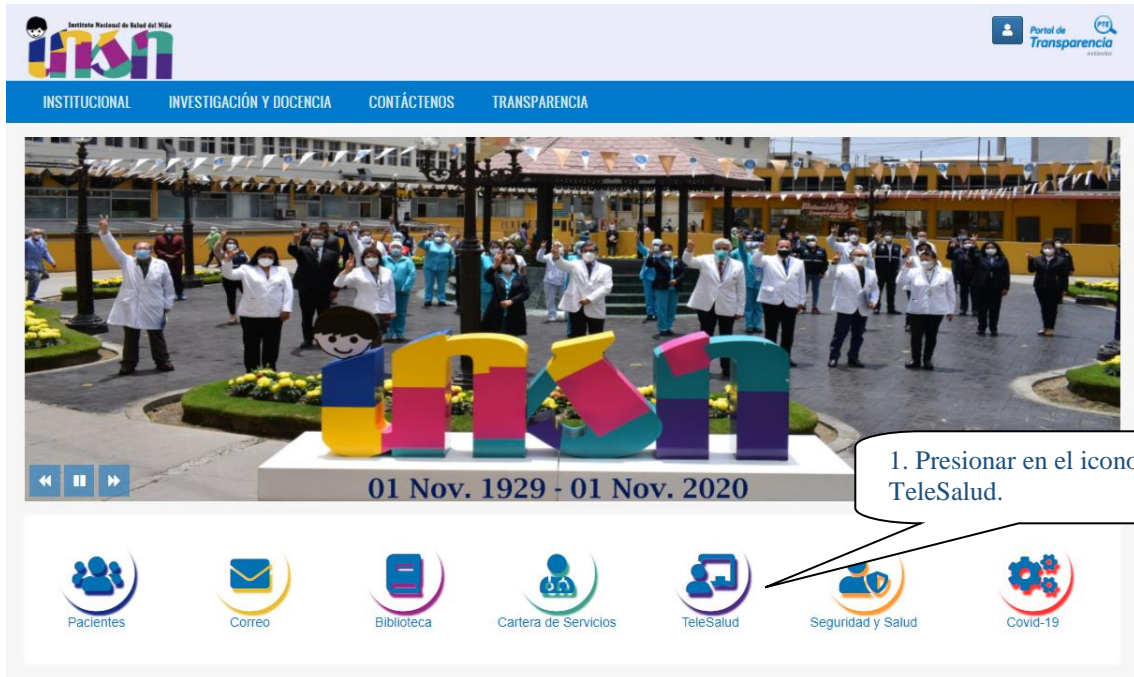 Instituto Nacional de Salud del Niño
insn
Portal de
Transparencia
PTE
estándar
INSTITUCIONAL INVESTIGACIÓN Y DOCENCIA CONTÁCTENOS TRANSPARENCIA
insn
01 Nov. 1929 - 01 Nov. 2020
1. Presionar en el icono
TeleSalud.
Pacientes Correo Biblioteca Cartera de Servicios TeleSalud Seguridad y Salud Covid-19